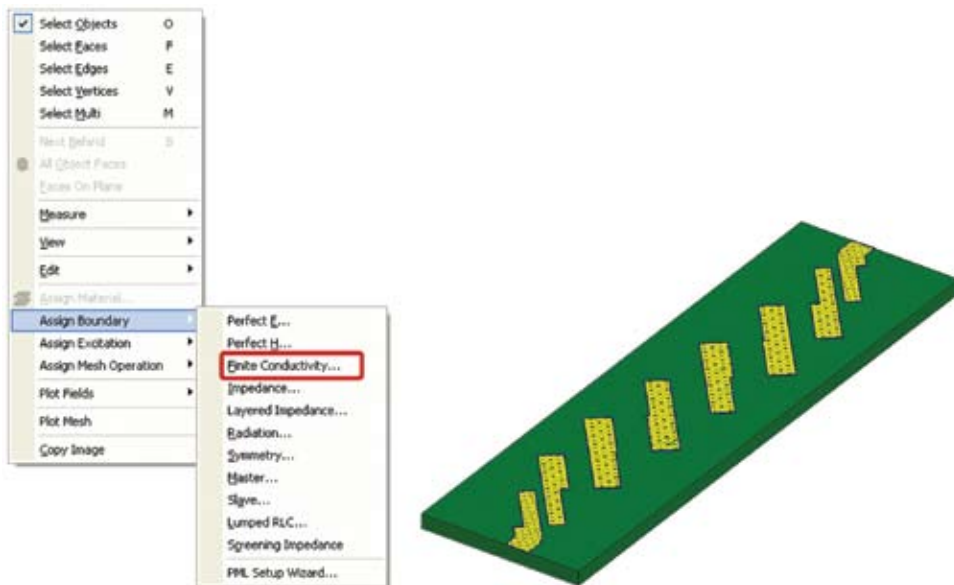 Select Objects O
Select Faces F
Select Edges E
Select Vertices V
Select Multi M
Next Behind B
All Object Faces
Faces On Plane
Measure
View
Edit
Assign Material...
Assign Boundary
Assign Excitation
Assign Mesh Operation
Plot Fields
Plot Mesh
Copy Image
Perfect E...
Perfect H...
Finite Conductivity...
Impedance...
Layered Impedance...
Radiation...
Symmetry...
Master...
Slave...
Lumped RLC...
Screening Impedance
PML Setup Wizard...